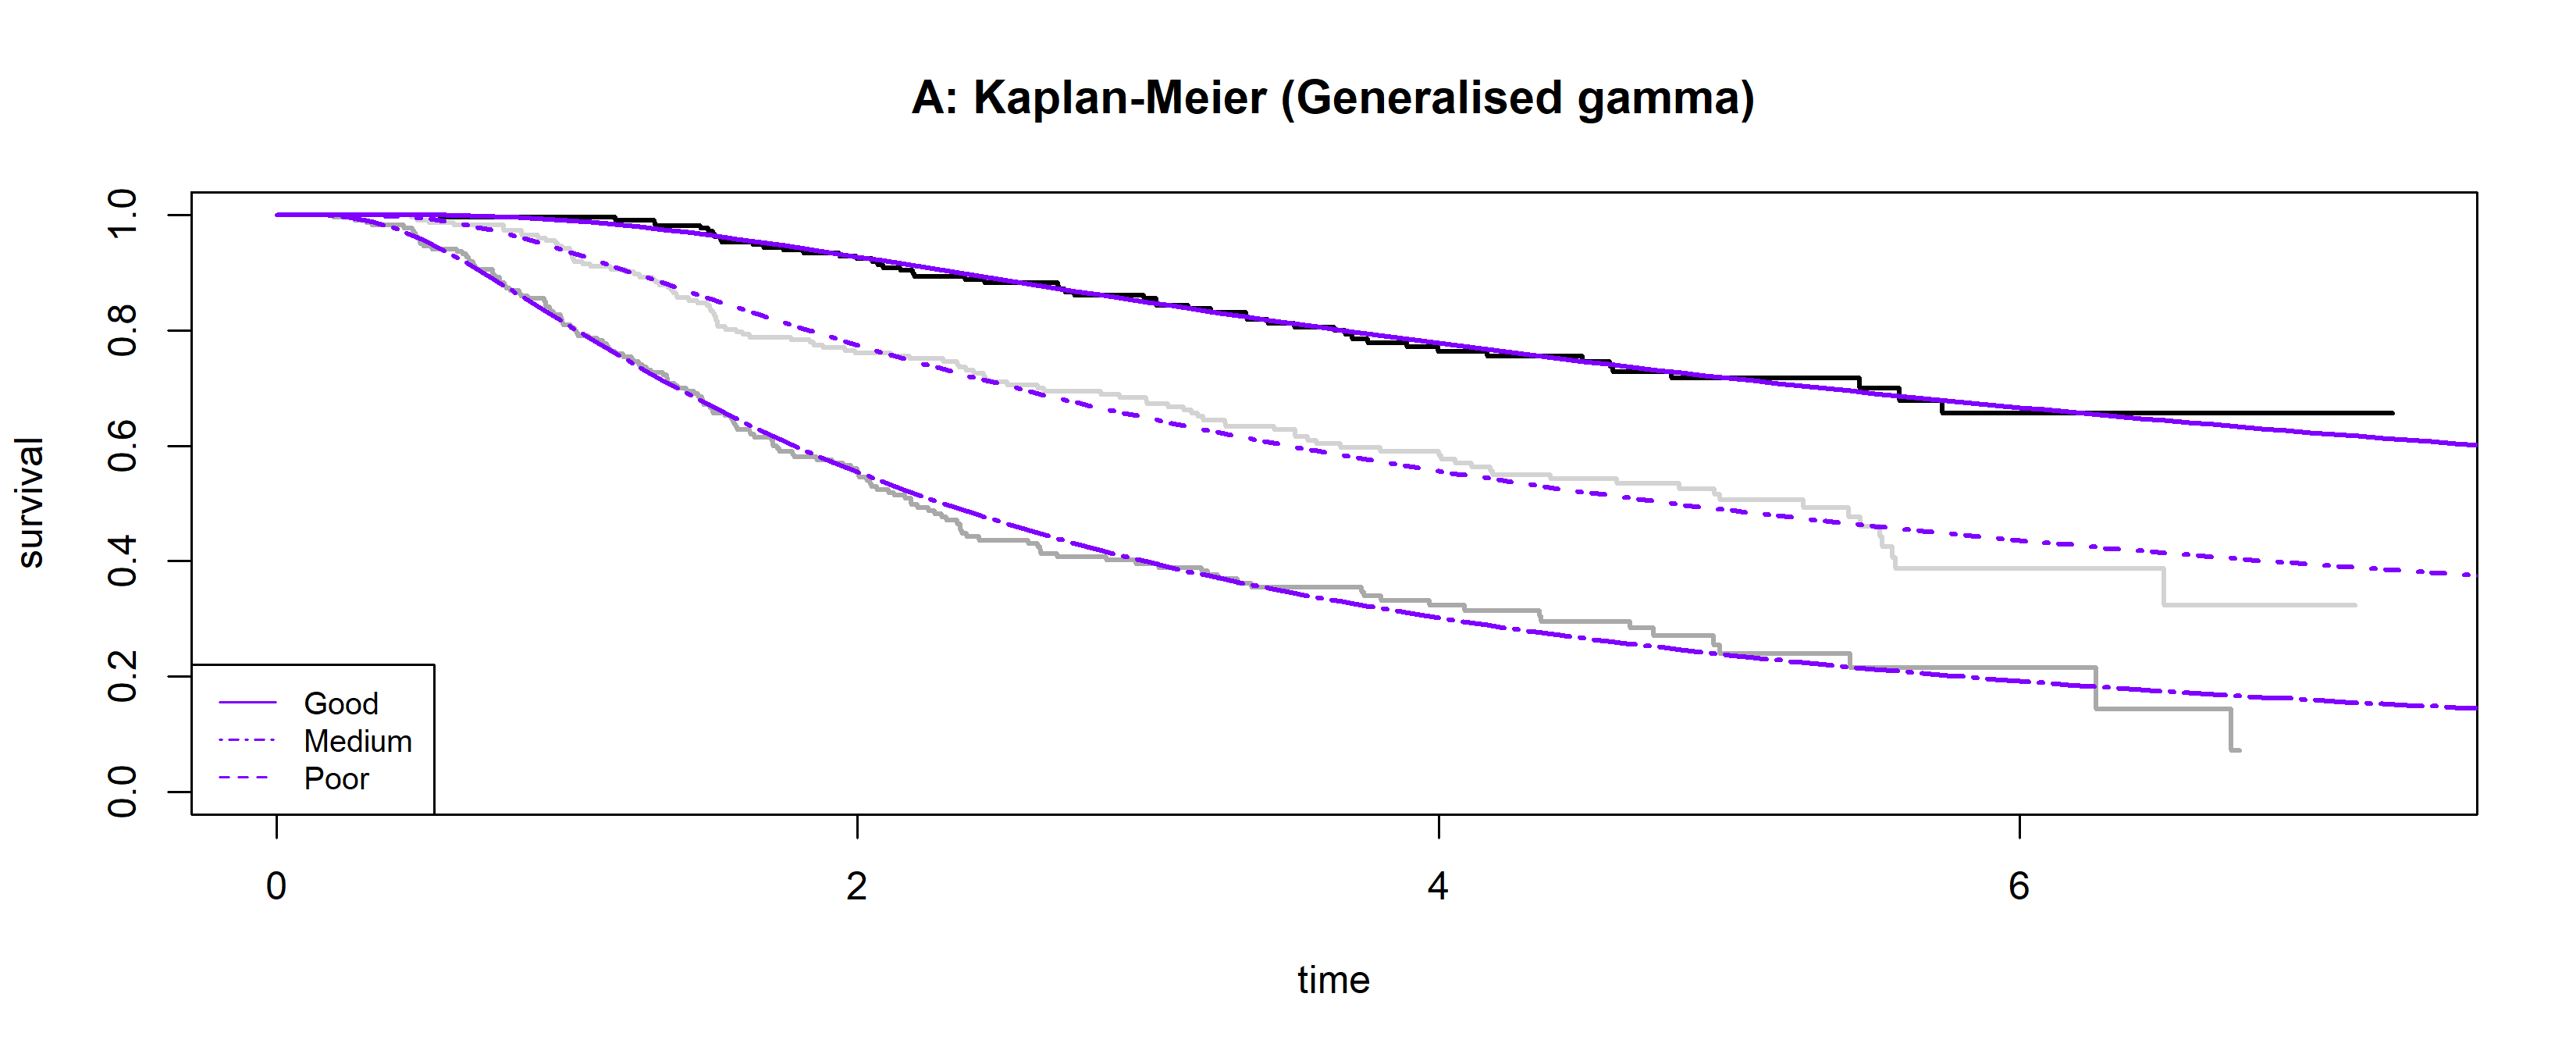 A: Kaplan-Meier (Generalised gamma)
survival
1.0
0.8
0.6
0.4
0.2
0.0
Good
Medium
Poor
0 2 4 6
time